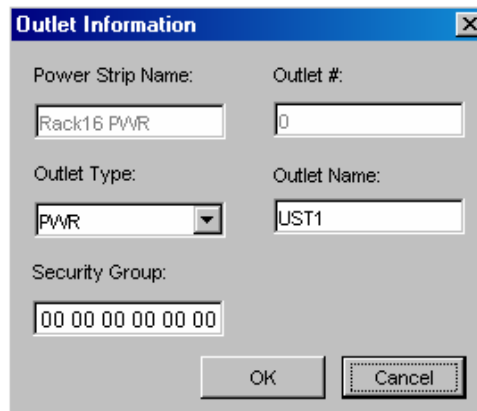 Outlet Information
Power Strip Name: Outlet #:
Rack16 PWR 0
Outlet Type: Outlet Name:
PWR UST1
Security Group:
00 00 00 00 00 00
OK Cancel